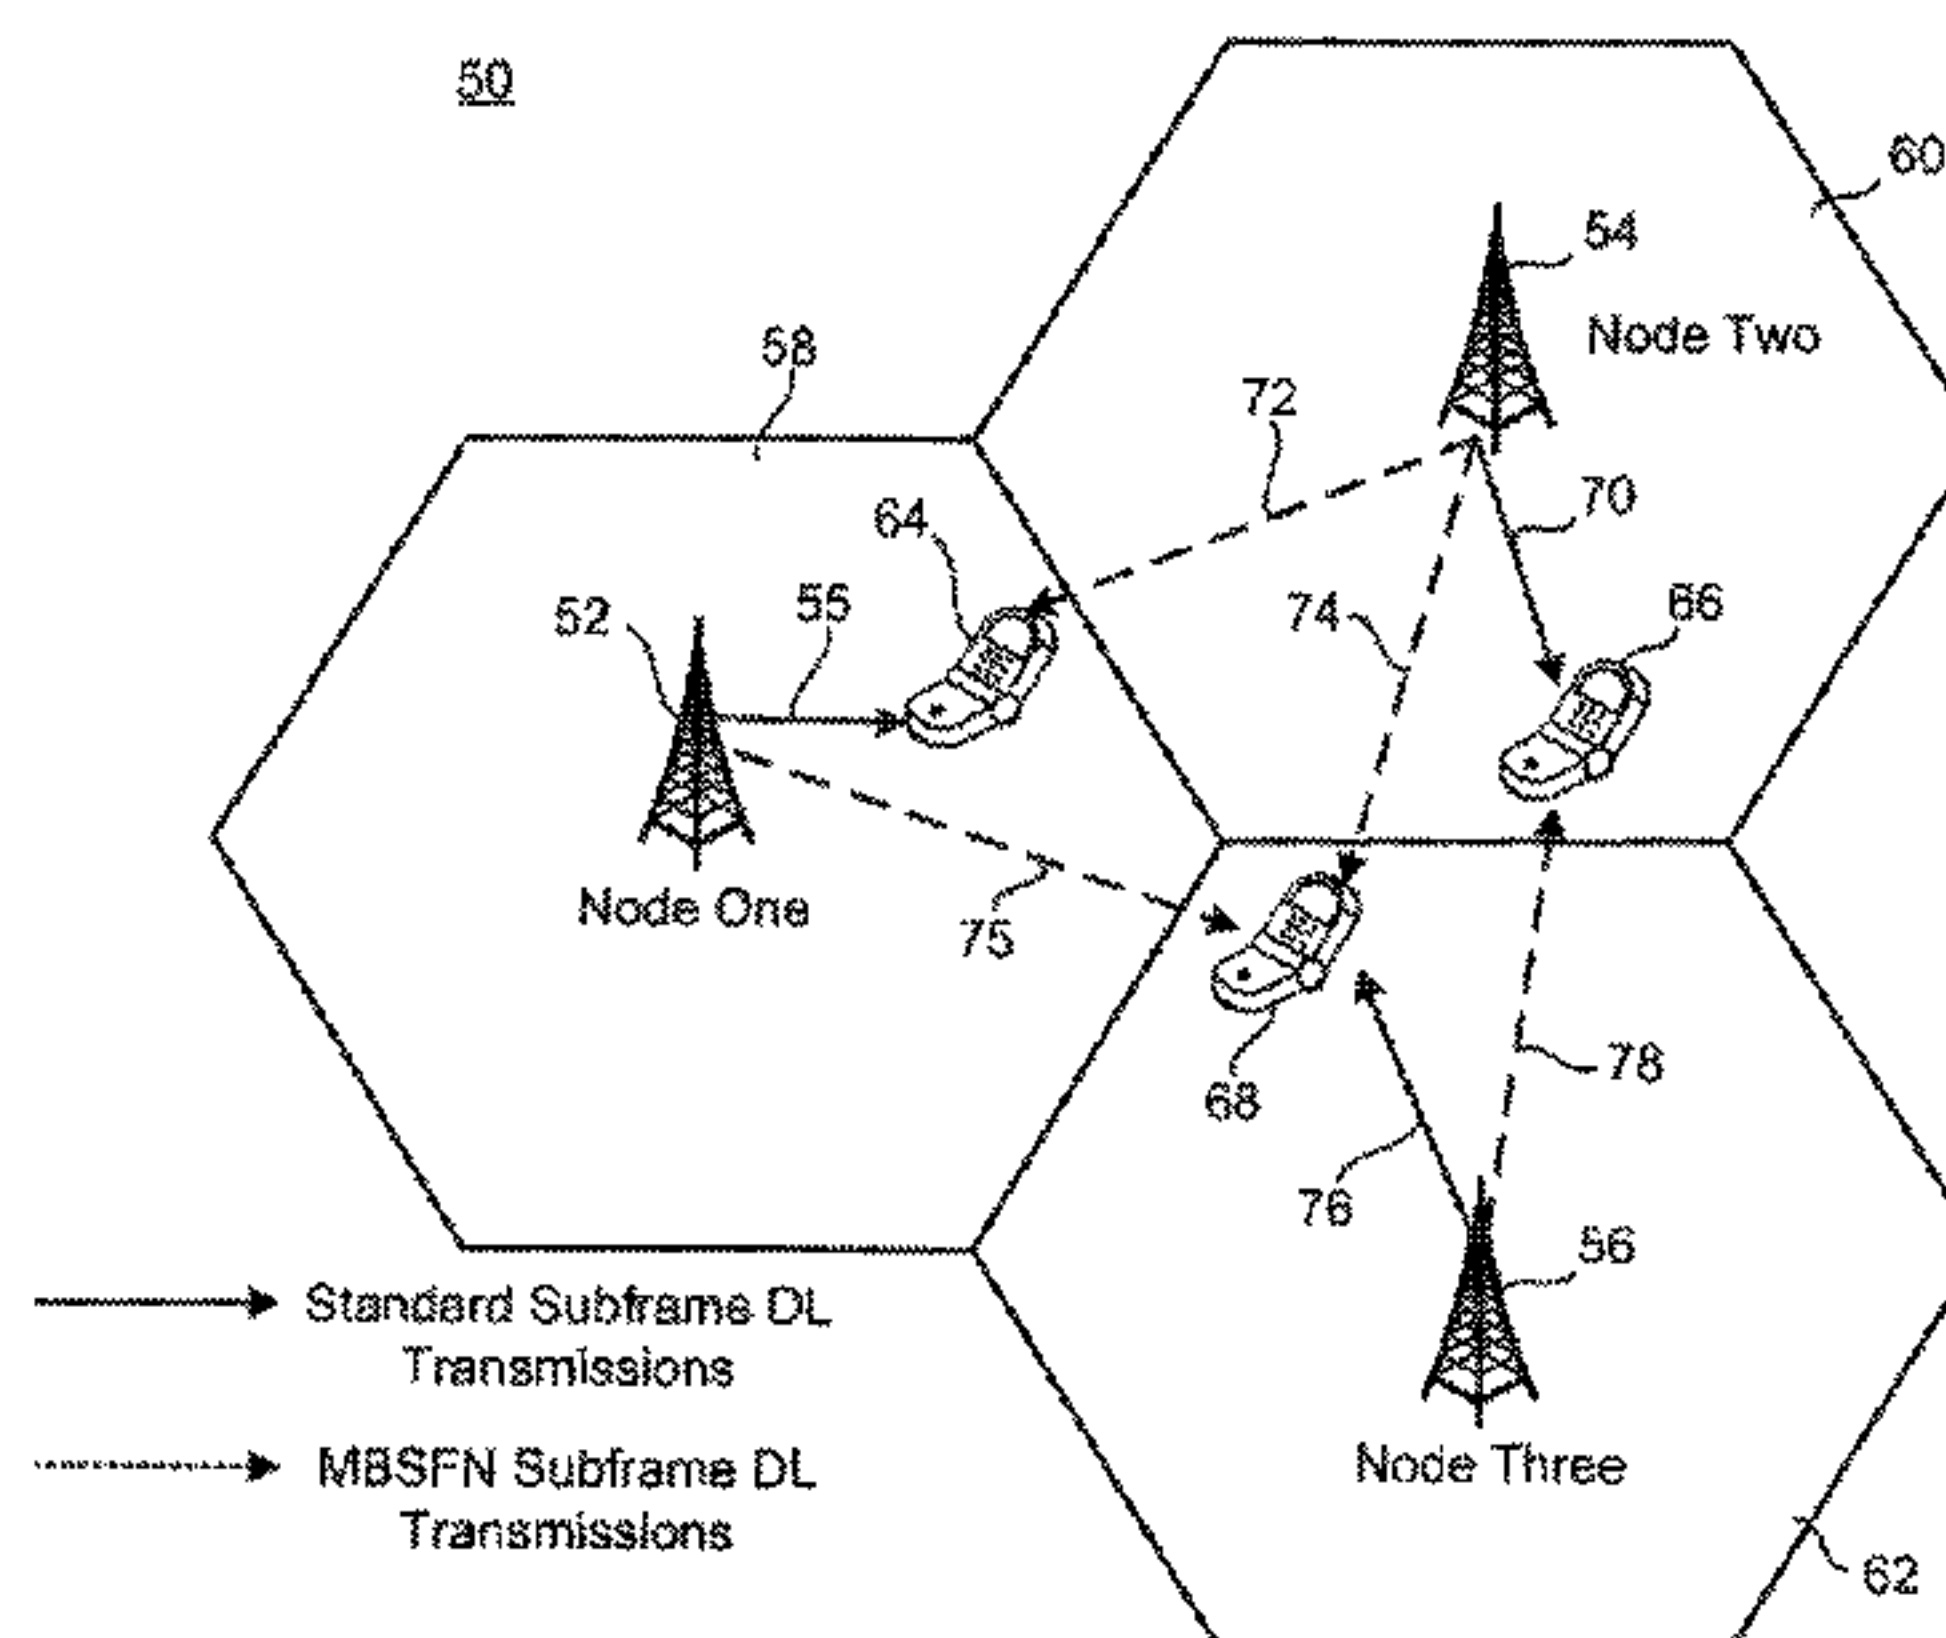 50
60
54
Node Two
58
72
64
70
52
55
74
66
Node One
75
68
78
76
56
Standard Subframe DL
Transmissions
Node Three
MBSFN Subframe DL
Transmissions
62